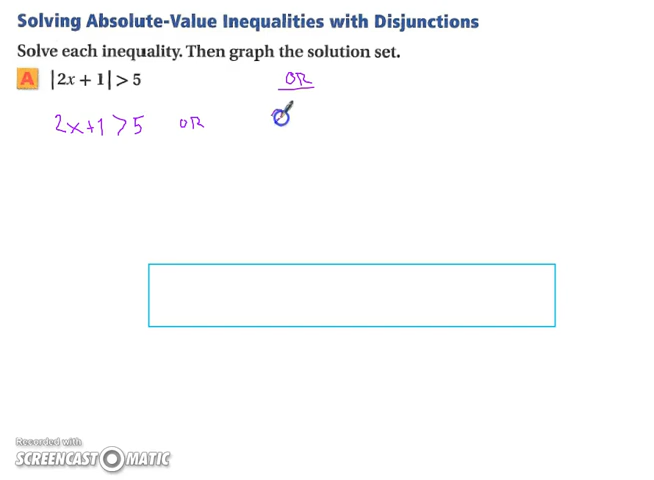 Solving Absolute-Value Inequalities with Disjunctions
Solve each inequality. Then graph the solution set.
A |2x + 1| > 5 OR
2x+1 > 5 OR
Recorded with
SCREENCAST-O-MATIC